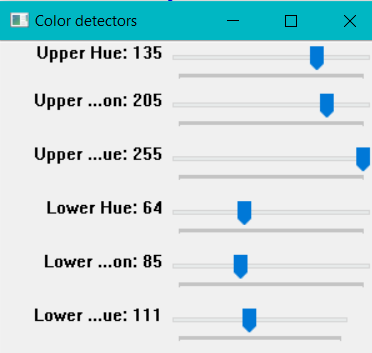 Color detectors
Upper Hue: 135
Upper ...on: 205
Upper ...ue: 255
Lower Hue: 64
Lower ...on: 85
Lower ...ue: 111